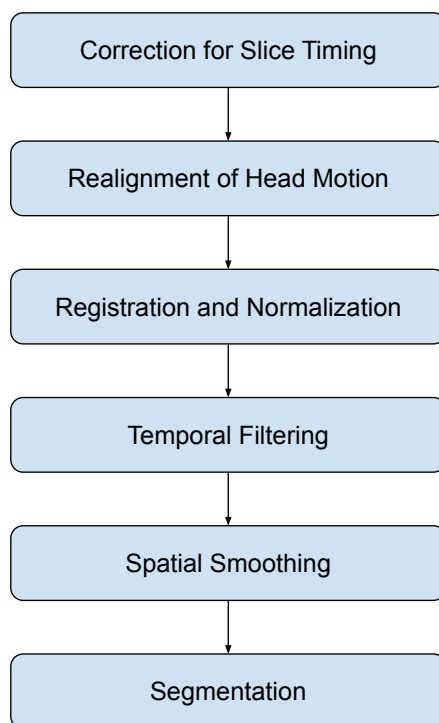 Correction for Slice Timing
Realignment of Head Motion
Registration and Normalization
Temporal Filtering
Spatial Smoothing
Segmentation